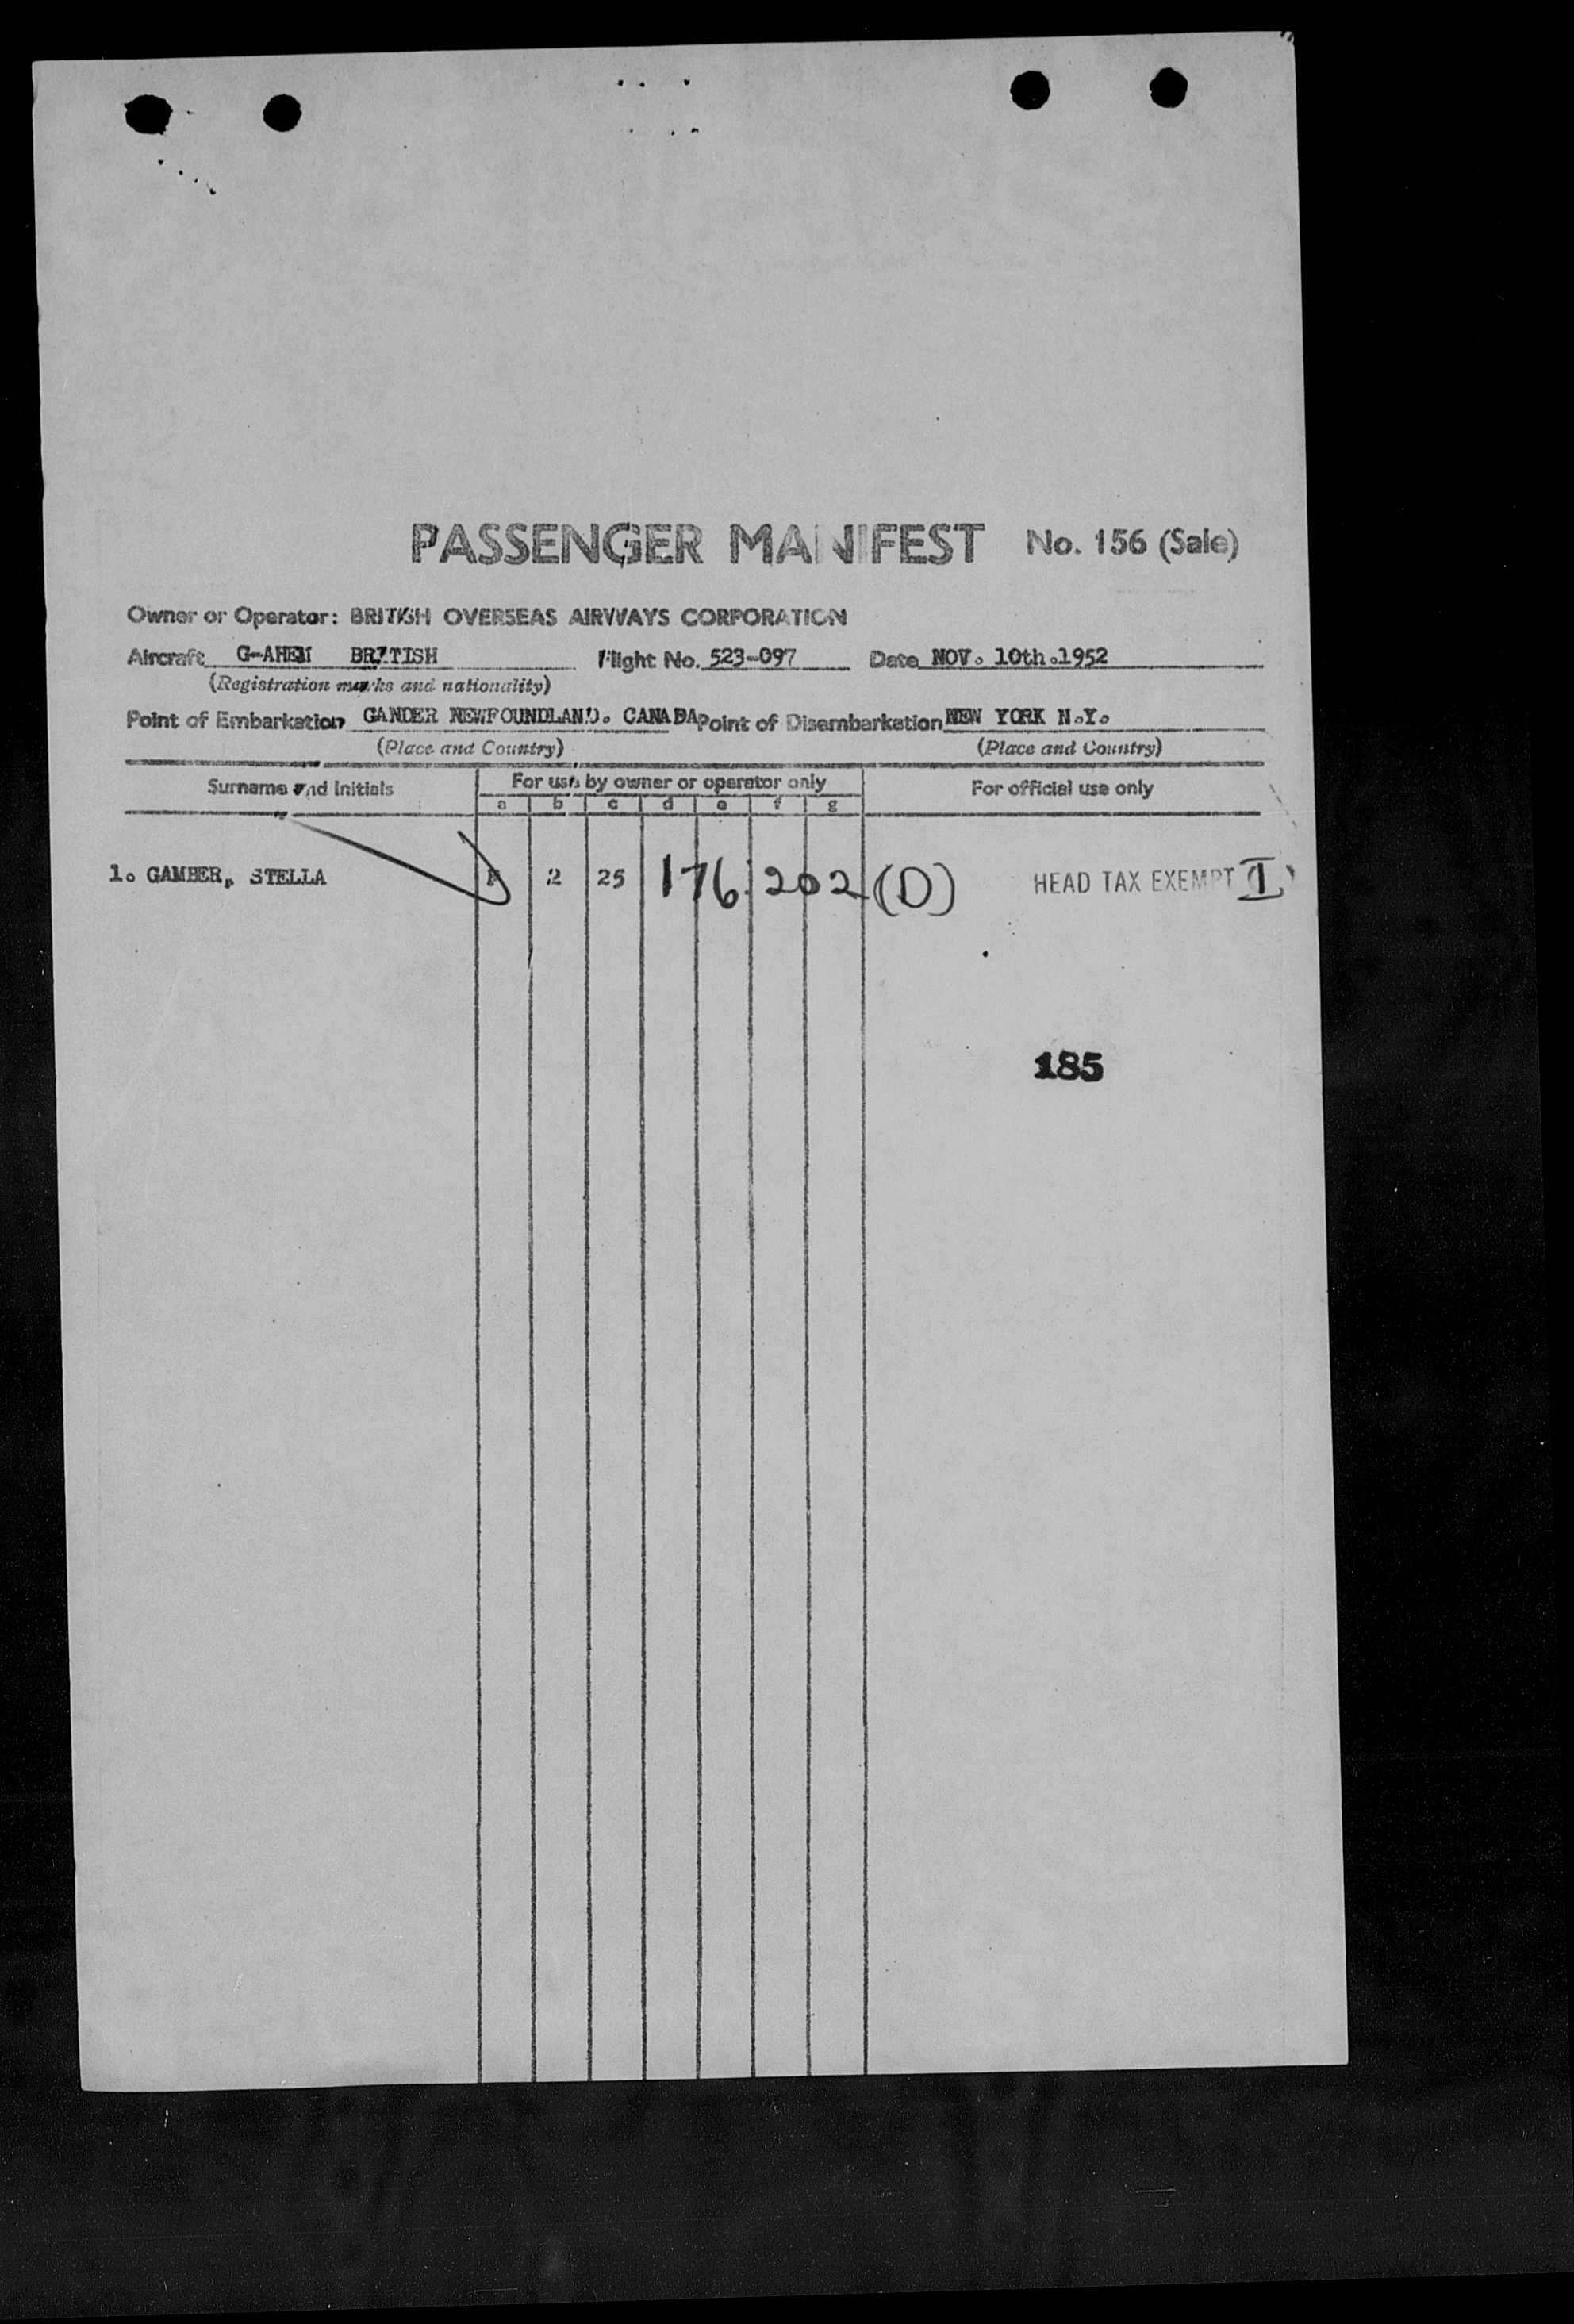 PASSENGER MANIFEST No. 156 (Sale)
Owner or Operator: BRITISH OVERSEAS AIRWAYS CORPORATION
Aircraft G-AHEM BRITISH Flight No. 523-097 Date NOV. 10th.1952
(Registration marks and nationality)
Point of Embarkation GANDER NEWFOUNDLAND. CANADA Point of Disembarkation NEW YORK N.Y.
(Place and Country) (Place and Country)
Surname and Initials For use by owner or operator only For official use only
a b c d e f g
1. GAMBER, STELLA 2 25 176 202 (D) HEAD TAX EXEMPT (I)
185